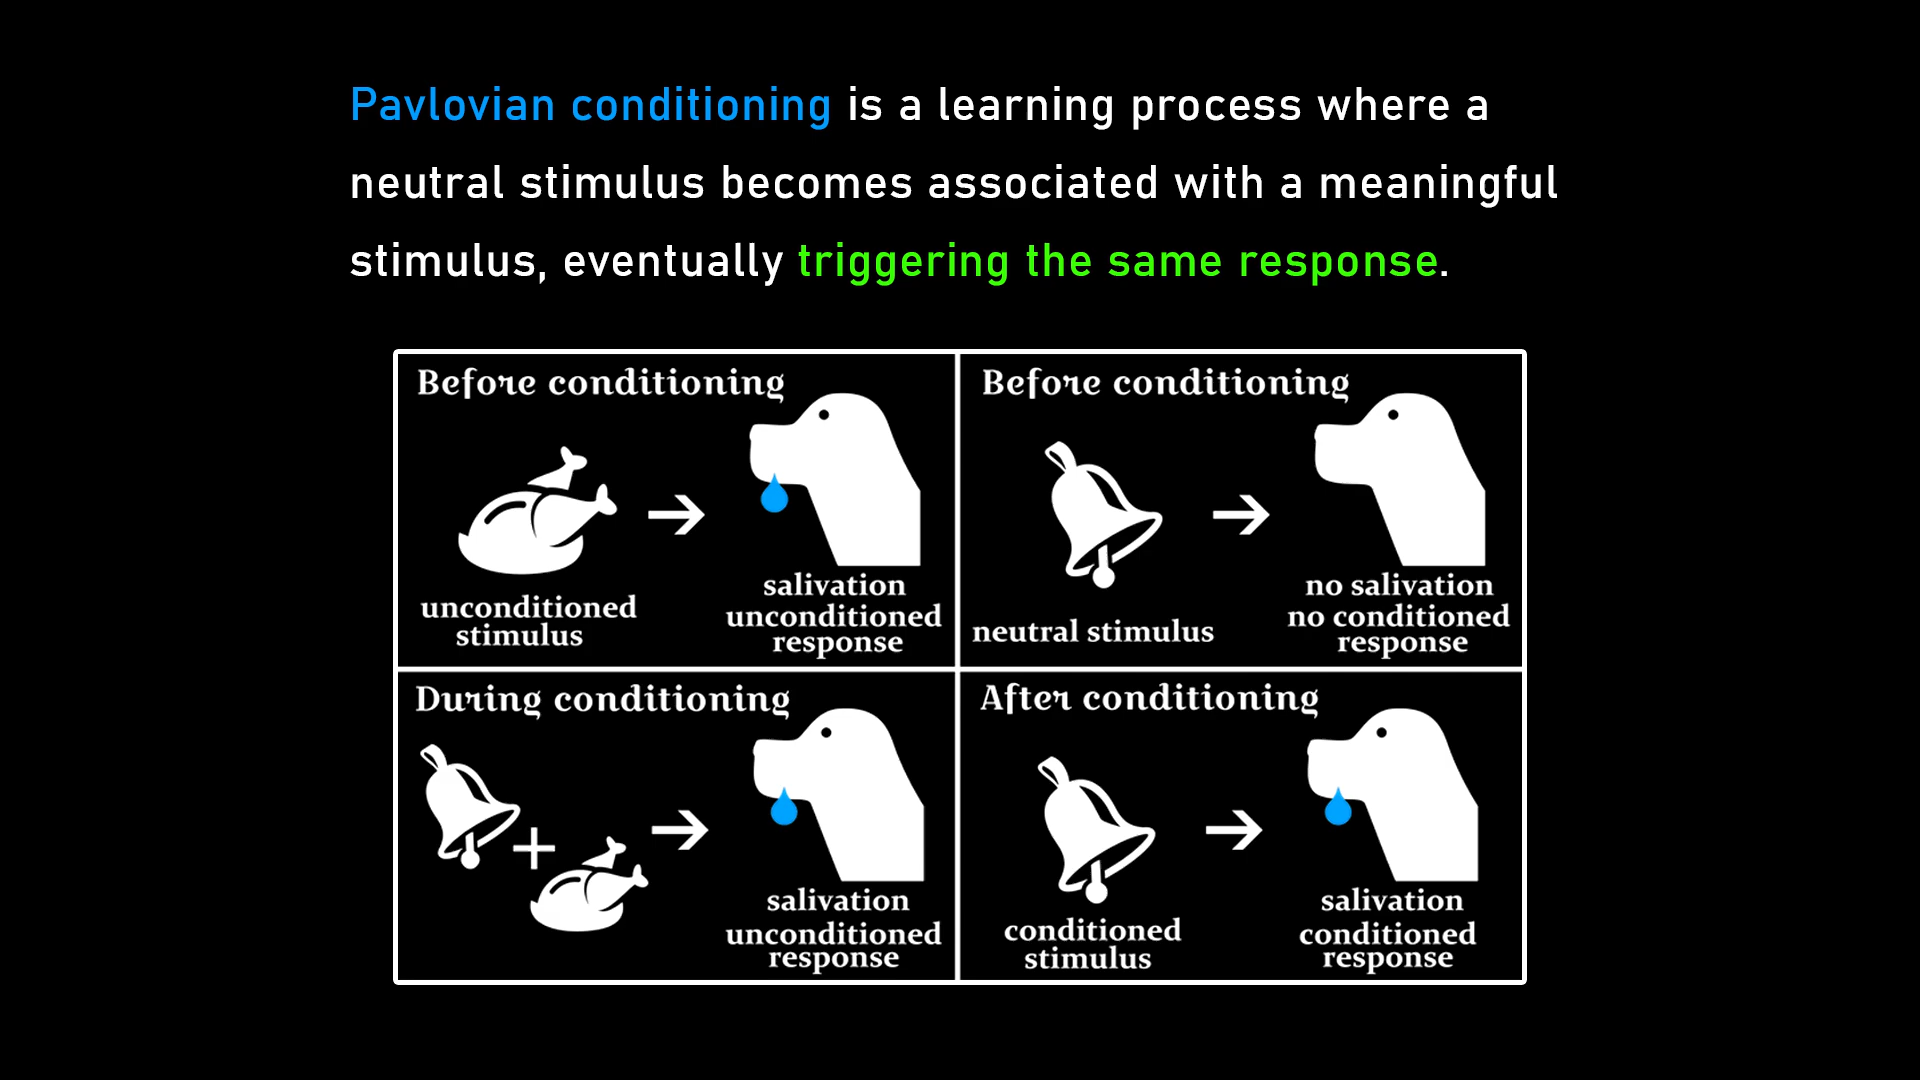 Pavlovian conditioning is a learning process where a
neutral stimulus becomes associated with a meaningful
stimulus, eventually triggering the same response.
Before conditioning
unconditioned
stimulus
salivation
unconditioned
response
Before conditioning
neutral stimulus
no salivation
no conditioned
response
During conditioning
+
salivation
unconditioned
response
After conditioning
conditioned
stimulus
salivation
conditioned
response